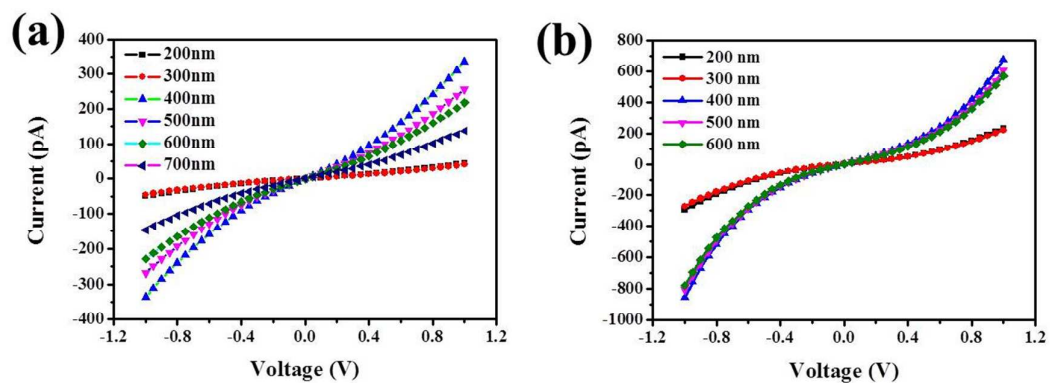 (a)
400
300
200
100
0
-100
-200
-300
-400
200nm
300nm
400nm
500nm
600nm
700nm
-1.2 -0.8 -0.4 0.0 0.4 0.8 1.2
Current (pA)
Voltage (V)
(b)
800
600
400
200
0
-200
-400
-600
-800
-1000
200 nm
300 nm
400 nm
500 nm
600 nm
-1.2 -0.8 -0.4 0.0 0.4 0.8 1.2
Current (pA)
Voltage (V)